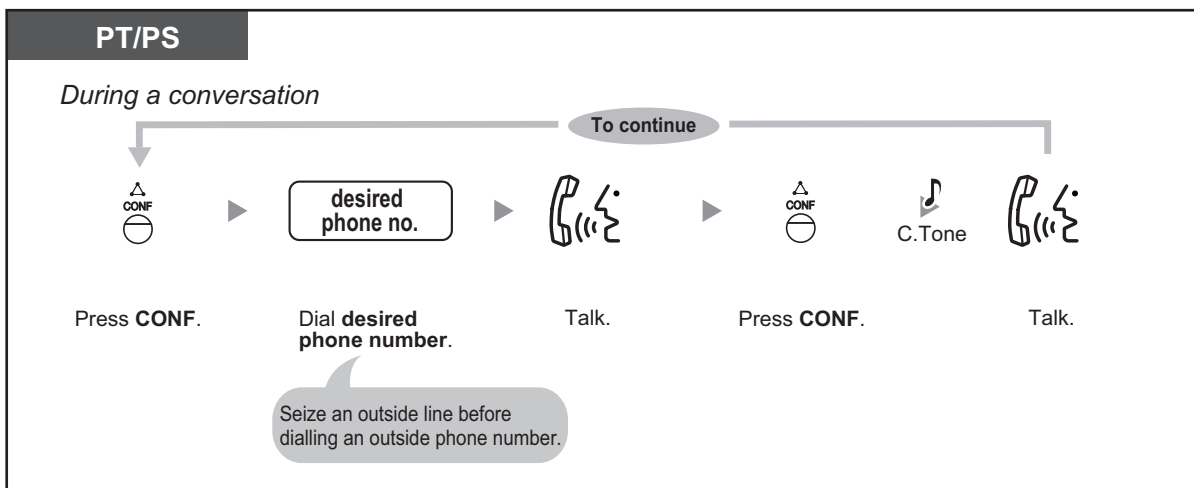 PT/PS
During a conversation
To continue
CONF
desired
phone no.
CONF
C.Tone
Press CONF.
Dial desired
phone number.
Talk.
Press CONF.
Talk.
Seize an outside line before
dialling an outside phone number.